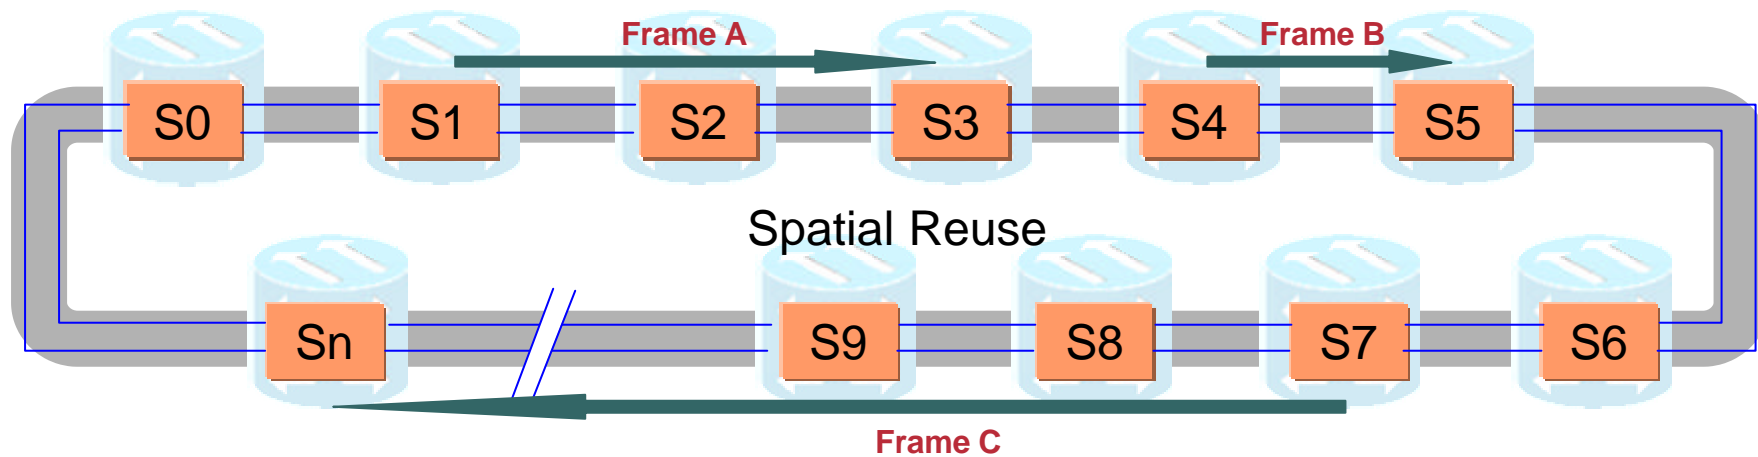 Frame A
Frame B
S0 S1 S2 S3 S4 S5
Spatial Reuse
Sn S9 S8 S7 S6
Frame C